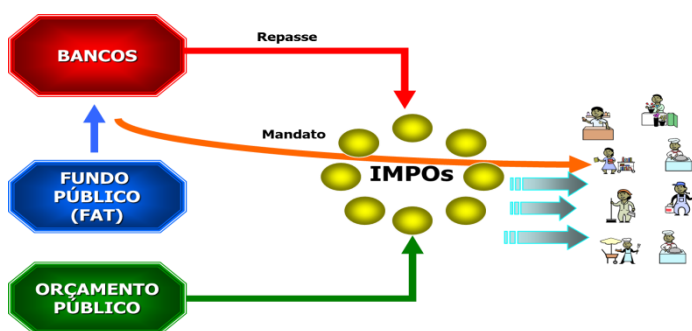 Repasse
BANCOS
Mandato
IMPOs
FUNDO
PÚBLICO
(FAT)
ORÇAMENTO
PÚBLICO